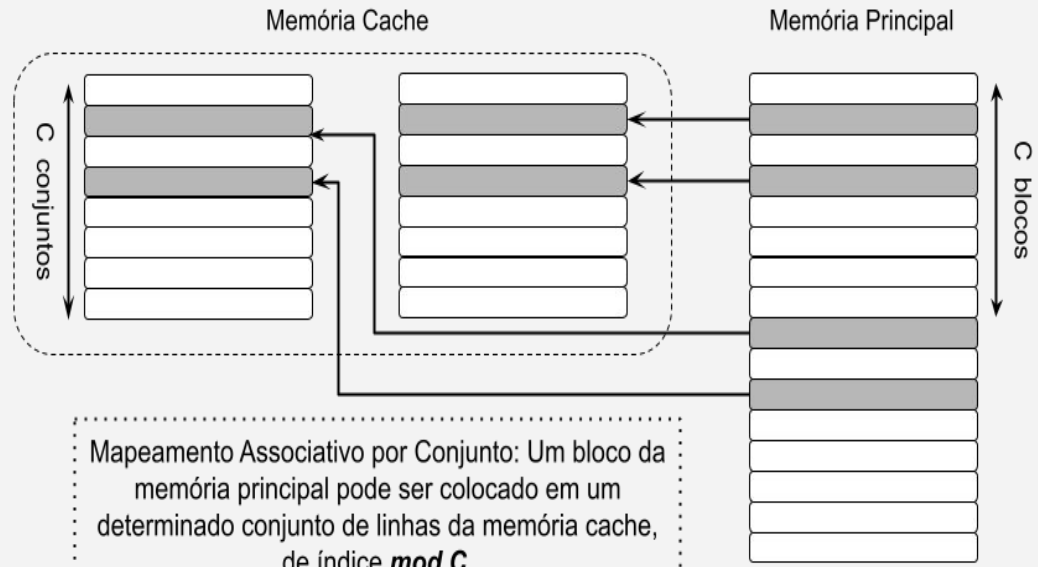 Memória Cache
Memória Principal
C conjuntos
C blocos
Mapeamento Associativo por Conjunto: Um bloco da
memória principal pode ser colocado em um
determinado conjunto de linhas da memória cache,
de índice mod C